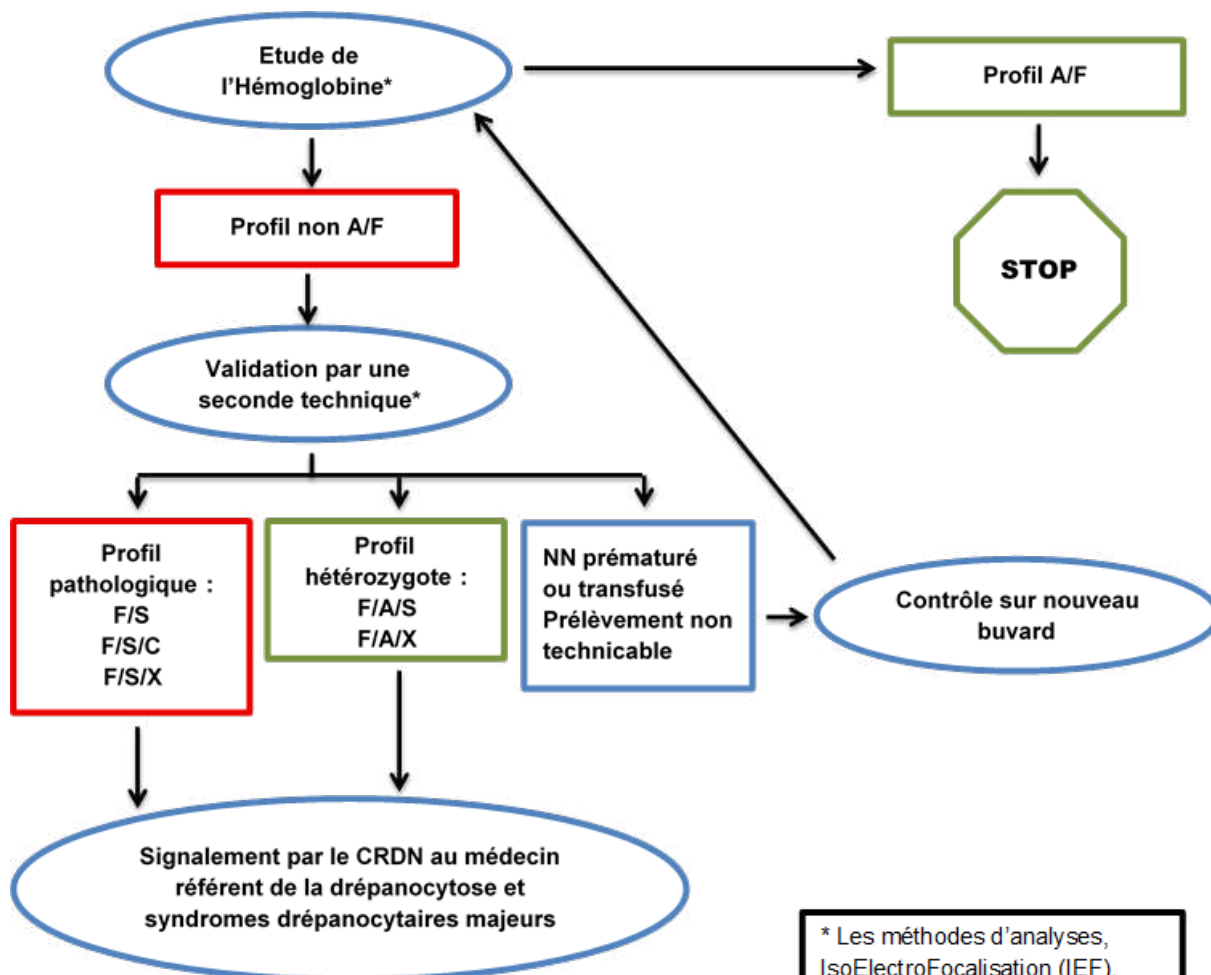 Etude de
l'Hémoglobine*
Profil A/F
STOP
Profil non A/F
Validation par une
seconde technique*
Profil
pathologique :
F/S
F/S/C
F/S/X
Profil
hétérozygote :
F/A/S
F/A/X
NN prématuré
ou transfusé
Prélèvement non
technicable
Contrôle sur nouveau
buvard
Signalement par le CRDN au médecin
référent de la drépanocytose et
syndromes drépanocytaires majeurs
* Les méthodes d'analyses,
IsoElectroFocalisation (IEF)